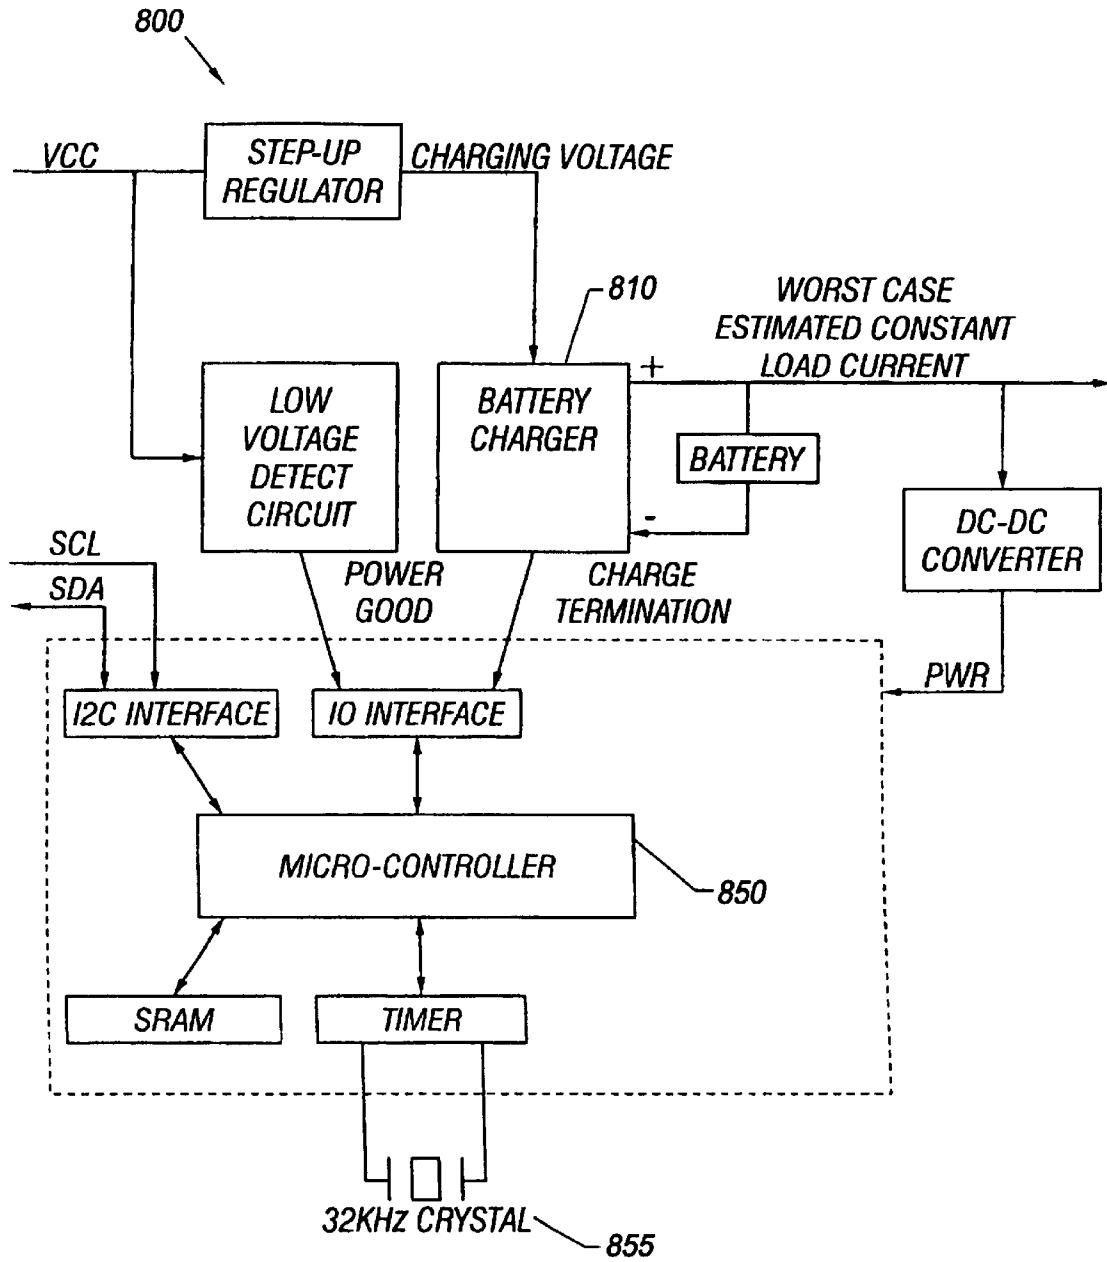 800
VCC
STEP-UP
REGULATOR
CHARGING VOLTAGE
810
WORST CASE
ESTIMATED CONSTANT
LOAD CURRENT
+
LOW
VOLTAGE
DETECT
CIRCUIT
BATTERY
CHARGER
BATTERY
-
DC-DC
CONVERTER
SCL
SDA
POWER
GOOD
CHARGE
TERMINATION
PWR
I2C INTERFACE
IO INTERFACE
MICRO-CONTROLLER
850
SRAM
TIMER
32KHz CRYSTAL
855